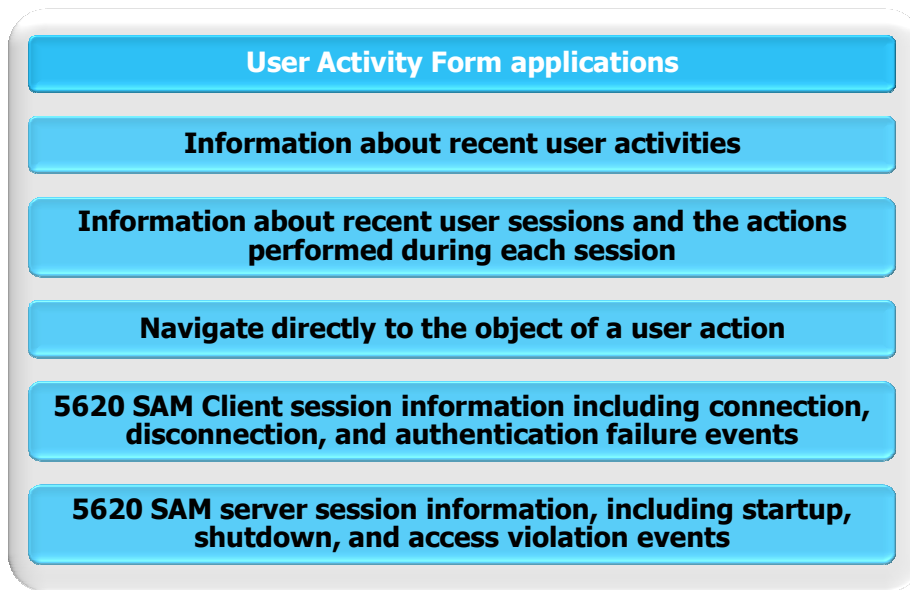 User Activity Form applications
Information about recent user activities
Information about recent user sessions and the actions
performed during each session
Navigate directly to the object of a user action
5620 SAM Client session information including connection,
disconnection, and authentication failure events
5620 SAM server session information, including startup,
shutdown, and access violation events